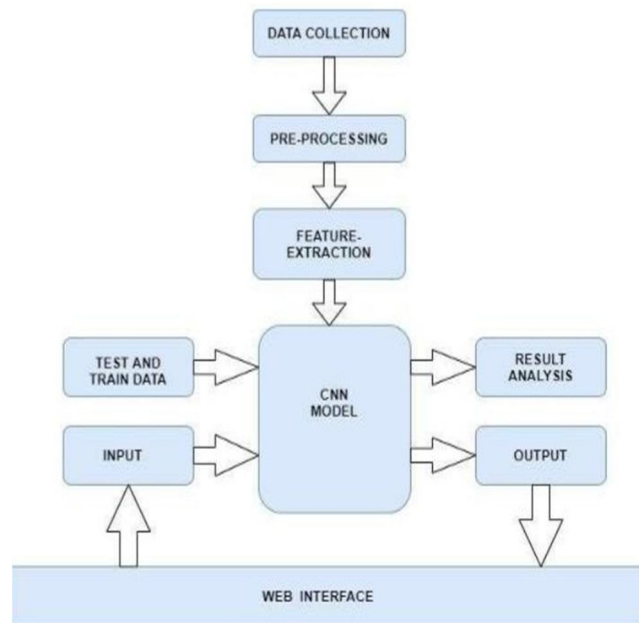 DATA COLLECTION
PRE-PROCESSING
FEATURE-
EXTRACTION
TEST AND
TRAIN DATA
CNN
MODEL
RESULT
ANALYSIS
INPUT
OUTPUT
WEB INTERFACE